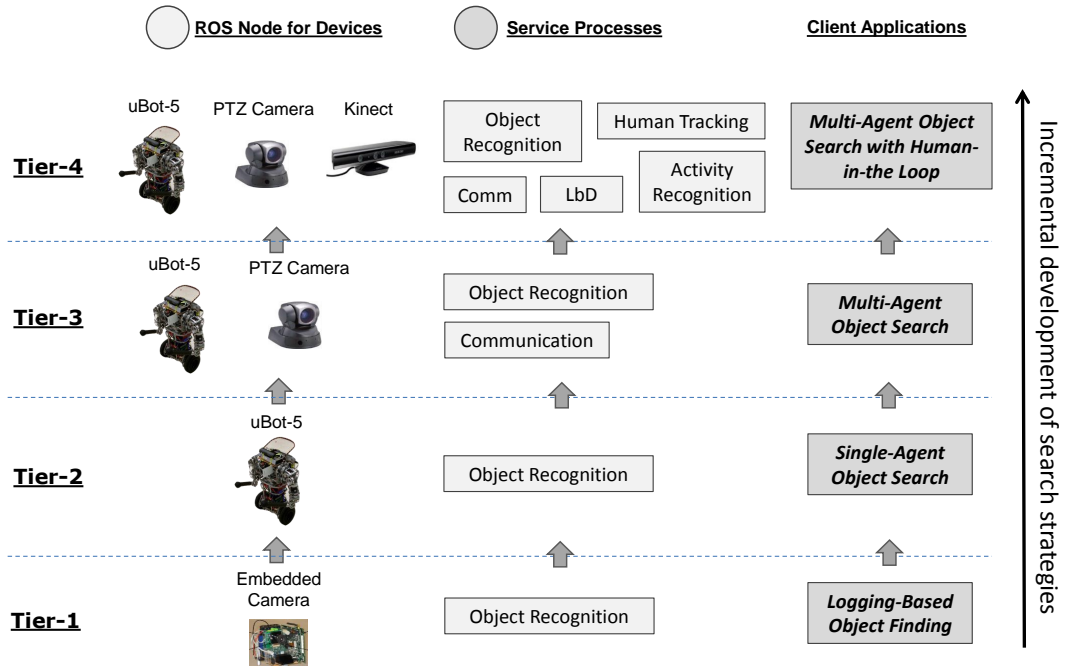 ROS Node for Devices
Service Processes
Client Applications
Tier-4
uBot-5
PTZ Camera
Kinect
Object
Recognition
Human Tracking
Comm
LbD
Activity
Recognition
Multi-Agent Object
Search with Human-
in-the Loop
Tier-3
uBot-5
PTZ Camera
Object Recognition
Communication
Multi-Agent
Object Search
Tier-2
uBot-5
Object Recognition
Single-Agent
Object Search
Tier-1
Embedded
Camera
Object Recognition
Logging-Based
Object Finding
Incremental development of search strategies